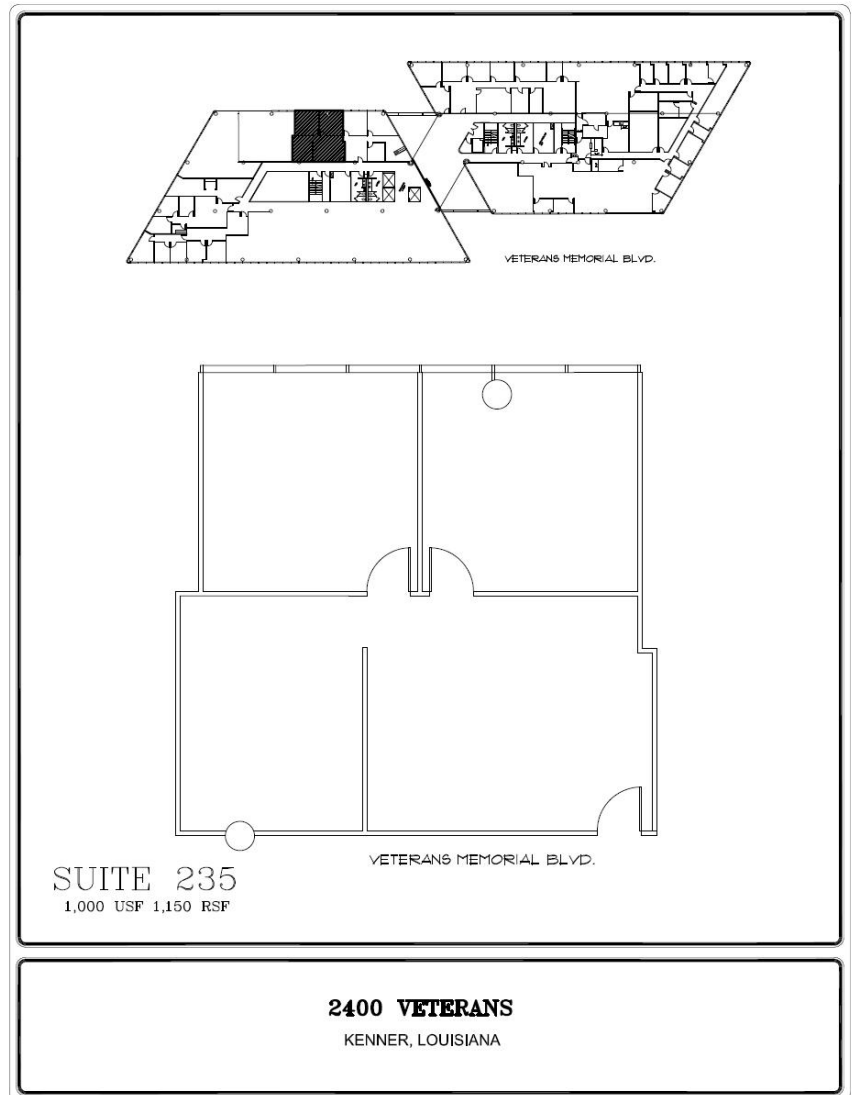 VETERANS MEMORIAL BLVD.
VETERANS MEMORIAL BLVD.
SUITE 235
1,000 USF 1,150 RSF
2400 VETERANS
KENNER, LOUISIANA